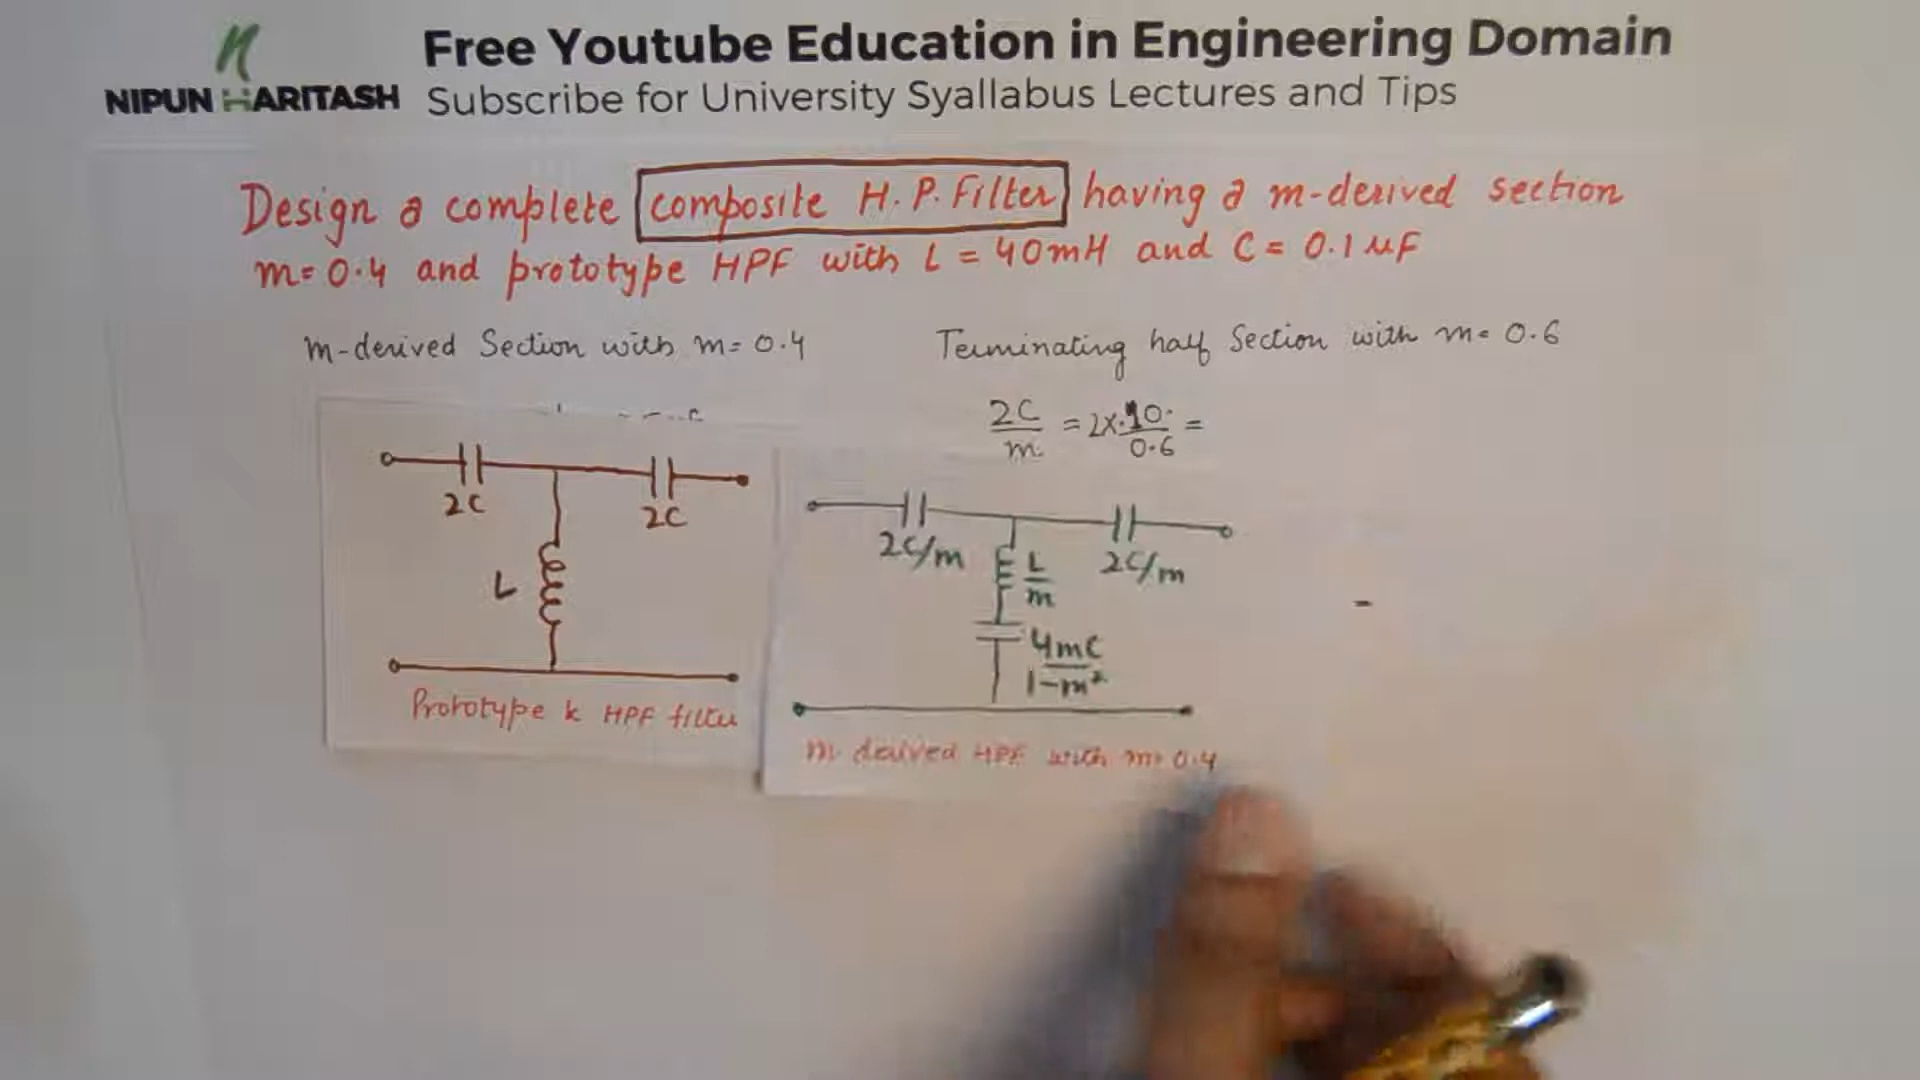 n
NIPUN HARITASH
Free Youtube Education in Engineering Domain
Subscribe for University Syallabus Lectures and Tips
Design a complete composite H.P. Filter having a m-derived section
m=0.4 and prototype HPF with L = 40mH and C = 0.1 μF
m-derived Section with m=0.4
Terminating half Section with m= 0.6
2C/m = 2x.10/0.6 =
2C
2C
L
Prototype k HPF filter
2C/m
2C/m
L/m
4mC
1-m²
m derived HPF with m=0.4